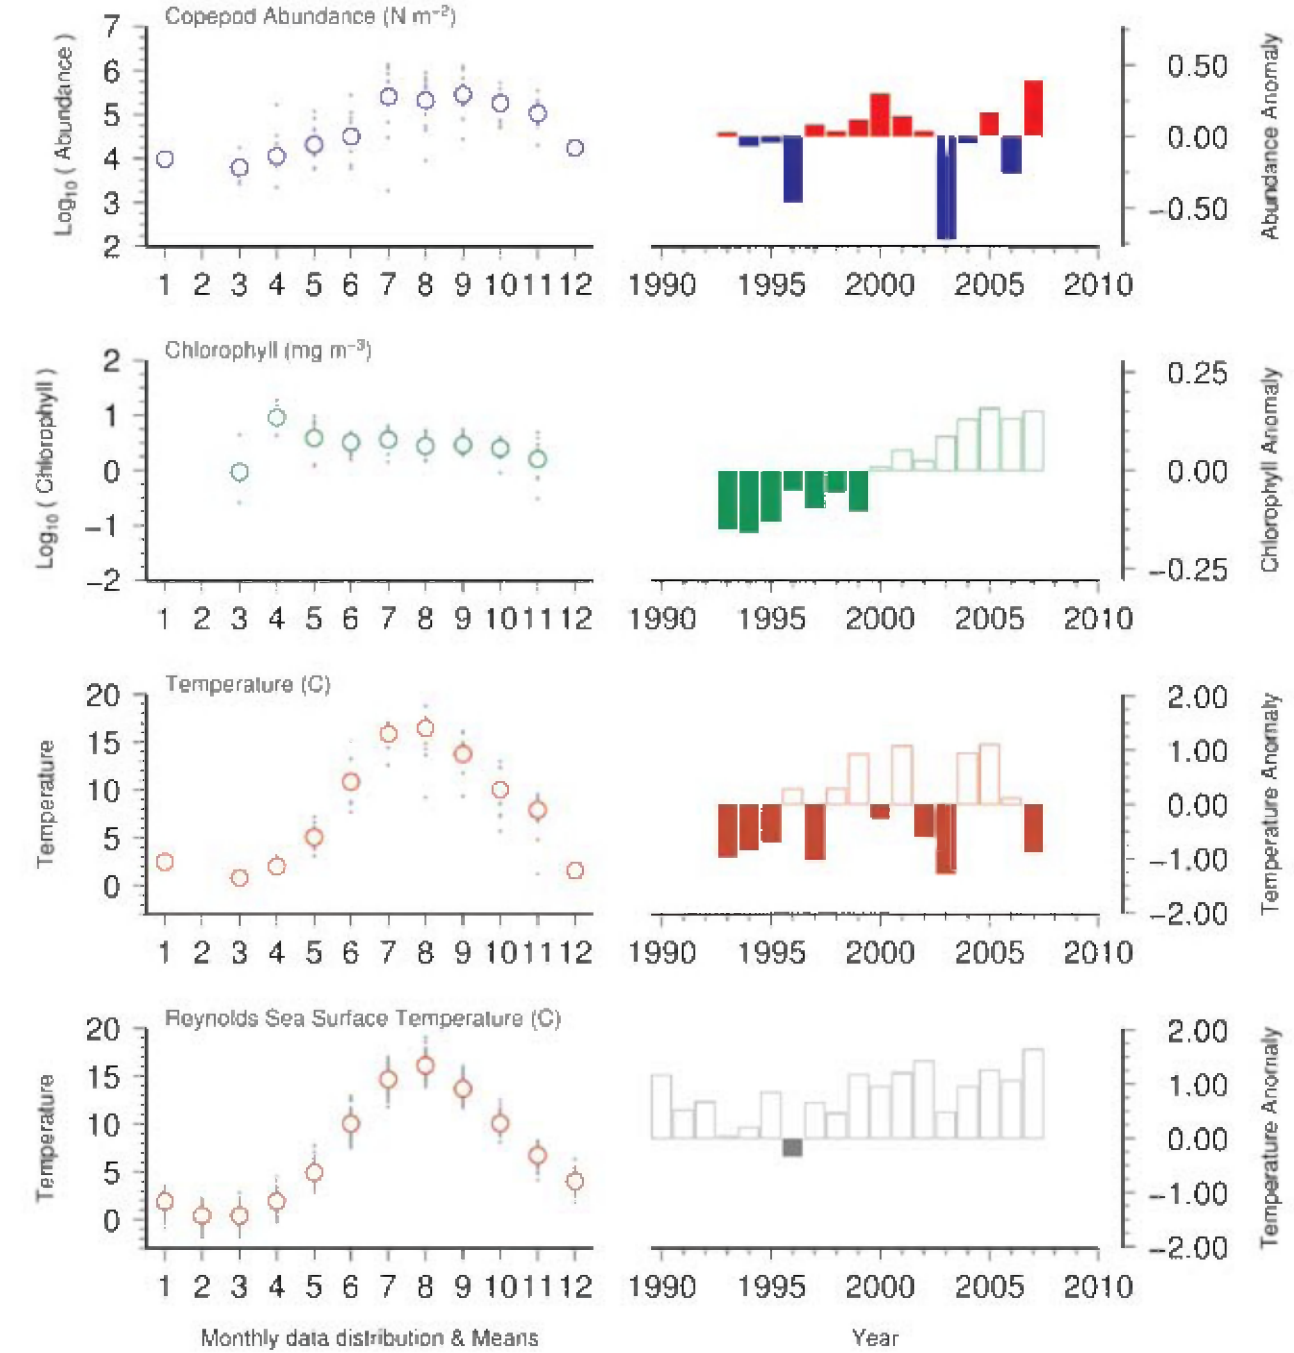 Copepod Abundance (N m⁻²)
Log₁₀ ( Abundance )
7
6
5
4
3
2
1 2 3 4 5 6 7 8 9 10 11 12
0.50
0.00
−0.50
Abundance Anomaly
1990 1995 2000 2005 2010
Chlorophyll (mg m⁻³)
Log₁₀ ( Chlorophyll )
2
1
0
−1
−2
1 2 3 4 5 6 7 8 9 10 11 12
0.25
0.00
−0.25
Chlorophyll Anomaly
1990 1995 2000 2005 2010
Temperature (C)
Temperature
20
15
10
5
0
1 2 3 4 5 6 7 8 9 10 11 12
2.00
1.00
0.00
−1.00
−2.00
Temperature Anomaly
1990 1995 2000 2005 2010
Reynolds Sea Surface Temperature (C)
Temperature
20
15
10
5
0
1 2 3 4 5 6 7 8 9 10 11 12
2.00
1.00
0.00
−1.00
−2.00
Temperature Anomaly
1990 1995 2000 2005 2010
Monthly data distribution & Means
Year